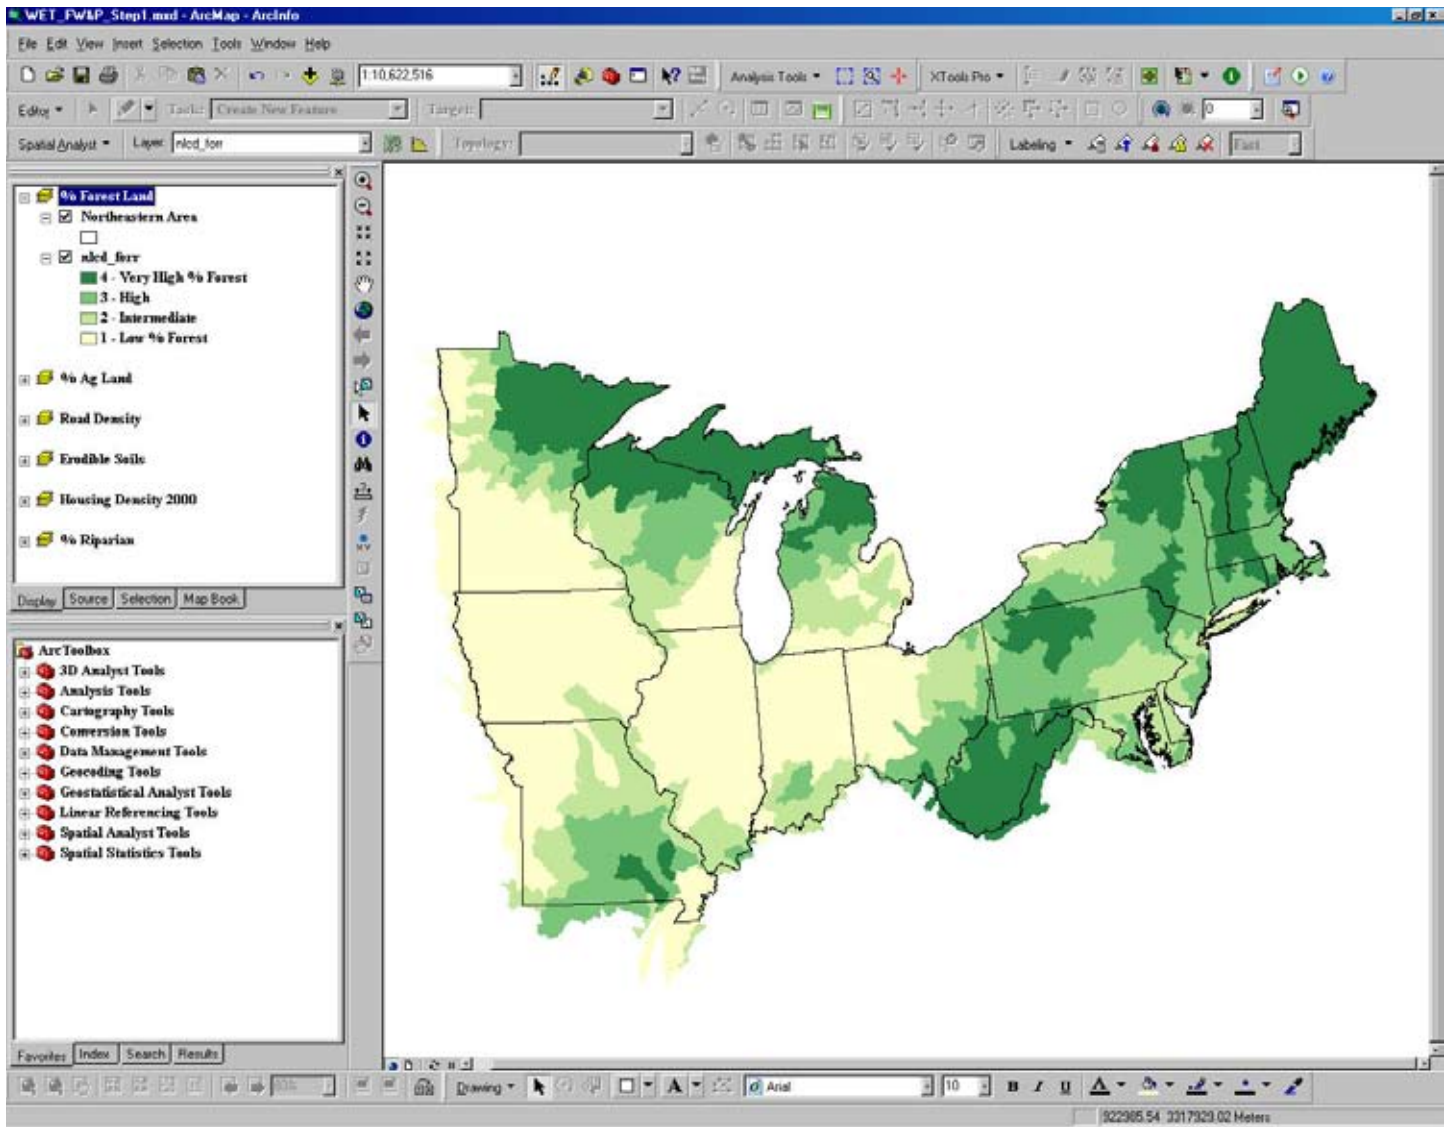 WET_FW&P_Step1.mxd - ArcMap - ArcInfo
File Edit View Insert Selection Tools Window Help
1:10,622,516 Analysis Tools XTools Pro
Editor Task: Create New Feature Target: 0
Spatial Analyst Layer: nlcd_forr Topology: Labeling Fast
% Forest Land
Northeastern Area
nlcd_forr
4 - Very High % Forest
3 - High
2 - Intermediate
1 - Low % Forest
% Ag Land
Road Density
Erodible Soils
Housing Density 2000
% Riparian
Display Source Selection Map Book
ArcToolbox
3D Analyst Tools
Analysis Tools
Cartography Tools
Conversion Tools
Data Management Tools
Geocoding Tools
Geostatistical Analyst Tools
Linear Referencing Tools
Spatial Analyst Tools
Spatial Statistics Tools
Favorites Index Search Results
Drawing A Arial 10 B I U A
922985.54 3317929.02 Meters